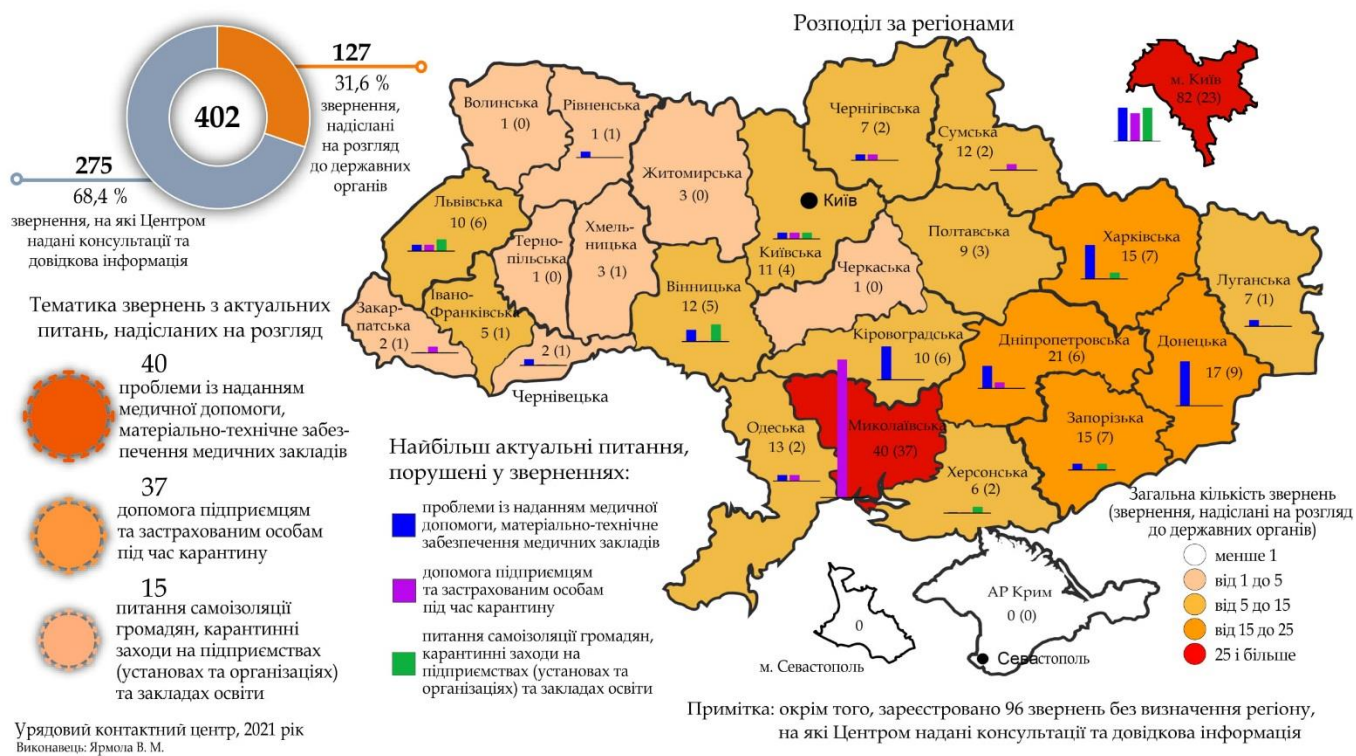 402
127
31,6 %
звернення,
надіслані
на розгляд
до державних
органів
275
68,4 %
звернення, на які Центром
надані консультації та
довідкова інформація
Тематика звернень з актуальних
питань, надісланих на розгляд
40
проблеми із наданням
медичної допомоги,
матеріально-технічне забез-
печення медичних закладів
37
допомога підприємцям
та застрахованим особам
під час карантину
15
питання самоізоляції
громадян, карантинні
заходи на підприємствах
(установах та організаціях)
та закладах освіти
Урядовий контактний центр, 2021 рік
Виконавець: Ярмола В. М.
Розподіл за регіонами
Волинська
1 (0)
Рівненська
1 (1)
Житомирська
3 (0)
Чернігівська
7 (2)
Сумська
12 (2)
м. Київ
82 (23)
Львівська
10 (6)
Терно-
пільська
1 (0)
Хмель-
ницька
3 (1)
Київ
Київська
11 (4)
Черкаська
1 (0)
Полтавська
9 (3)
Харківська
15 (7)
Луганська
7 (1)
Закар-
патська
2 (1)
Івано-
Франківська
5 (1)
2 (1)
Чернівецька
Вінницька
12 (5)
Кіровоградська
10 (6)
Дніпропетровська
21 (6)
Донецька
17 (9)
Одеська
13 (2)
Миколаївська
40 (37)
Запорізька
15 (7)
Херсонська
6 (2)
АР Крим
0 (0)
Севастополь
0
м. Севастополь
Найбільш актуальні питання,
порушені у зверненнях:
проблеми із наданням медичної
допомоги, матеріально-технічне
забезпечення медичних закладів
допомога підприємцям
та застрахованим особам
під час карантину
питання самоізоляції громадян,
карантинні заходи на
підприємствах (установах та
організаціях) та закладах освіти
Загальна кількість звернень
(звернення, надіслані на розгляд
до державних органів)
менше 1
від 1 до 5
від 5 до 15
від 15 до 25
25 і більше
Примітка: окрім того, зареєстровано 96 звернень без визначення регіону,
на які Центром надані консультації та довідкова інформація